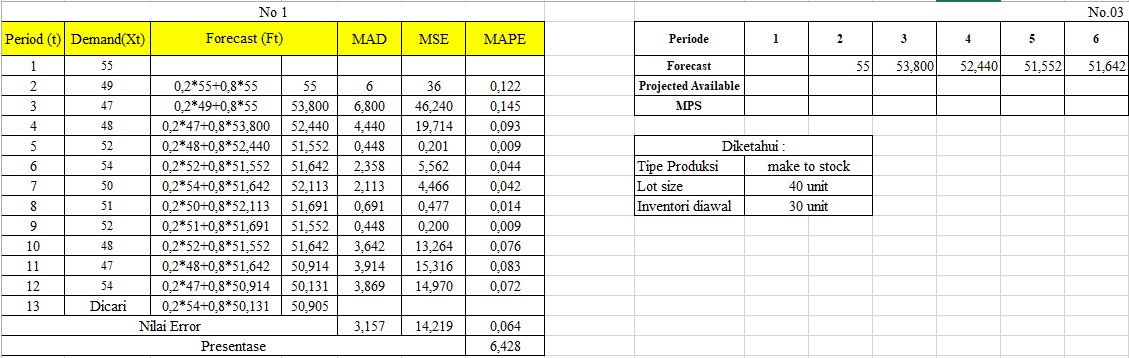 No 1
Period (t) Demand(Xt) Forecast (Ft) MAD MSE MAPE
1 55
2 49 0,2*55+0,8*55 55 6 36 0,122
3 47 0,2*49+0,8*55 53,800 6,800 46,240 0,145
4 48 0,2*47+0,8*53,800 52,440 4,440 19,714 0,093
5 52 0,2*48+0,8*52,440 51,552 0,448 0,201 0,009
6 54 0,2*52+0,8*51,552 51,642 2,358 5,562 0,044
7 50 0,2*54+0,8*51,642 52,113 2,113 4,466 0,042
8 51 0,2*50+0,8*52,113 51,691 0,691 0,477 0,014
9 52 0,2*51+0,8*51,691 51,552 0,448 0,200 0,009
10 48 0,2*52+0,8*51,552 51,642 3,642 13,264 0,076
11 47 0,2*48+0,8*51,642 50,914 3,914 15,316 0,083
12 54 0,2*47+0,8*50,914 50,131 3,869 14,970 0,072
13 Dicari 0,2*54+0,8*50,131 50,905
Nilai Error 3,157 14,219 0,064
Presentase 6,428
No.03
Periode 1 2 3 4 5 6
Forecast 55 53,800 52,440 51,552 51,642
Projected Available
MPS
Diketahui :
Tipe Produksi make to stock
Lot size 40 unit
Inventori diawal 30 unit